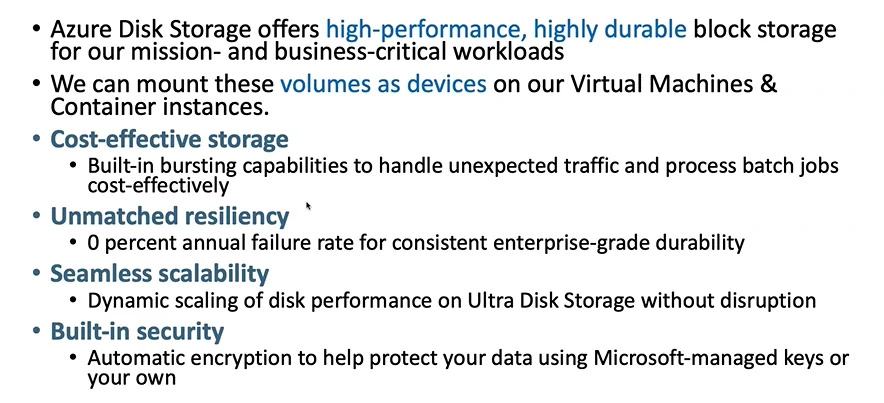 • Azure Disk Storage offers high-performance, highly durable block storage
for our mission- and business-critical workloads
• We can mount these volumes as devices on our Virtual Machines &
Container instances.
• Cost-effective storage
• Built-in bursting capabilities to handle unexpected traffic and process batch jobs
cost-effectively
• Unmatched resiliency
• 0 percent annual failure rate for consistent enterprise-grade durability
• Seamless scalability
• Dynamic scaling of disk performance on Ultra Disk Storage without disruption
• Built-in security
• Automatic encryption to help protect your data using Microsoft-managed keys or
your own